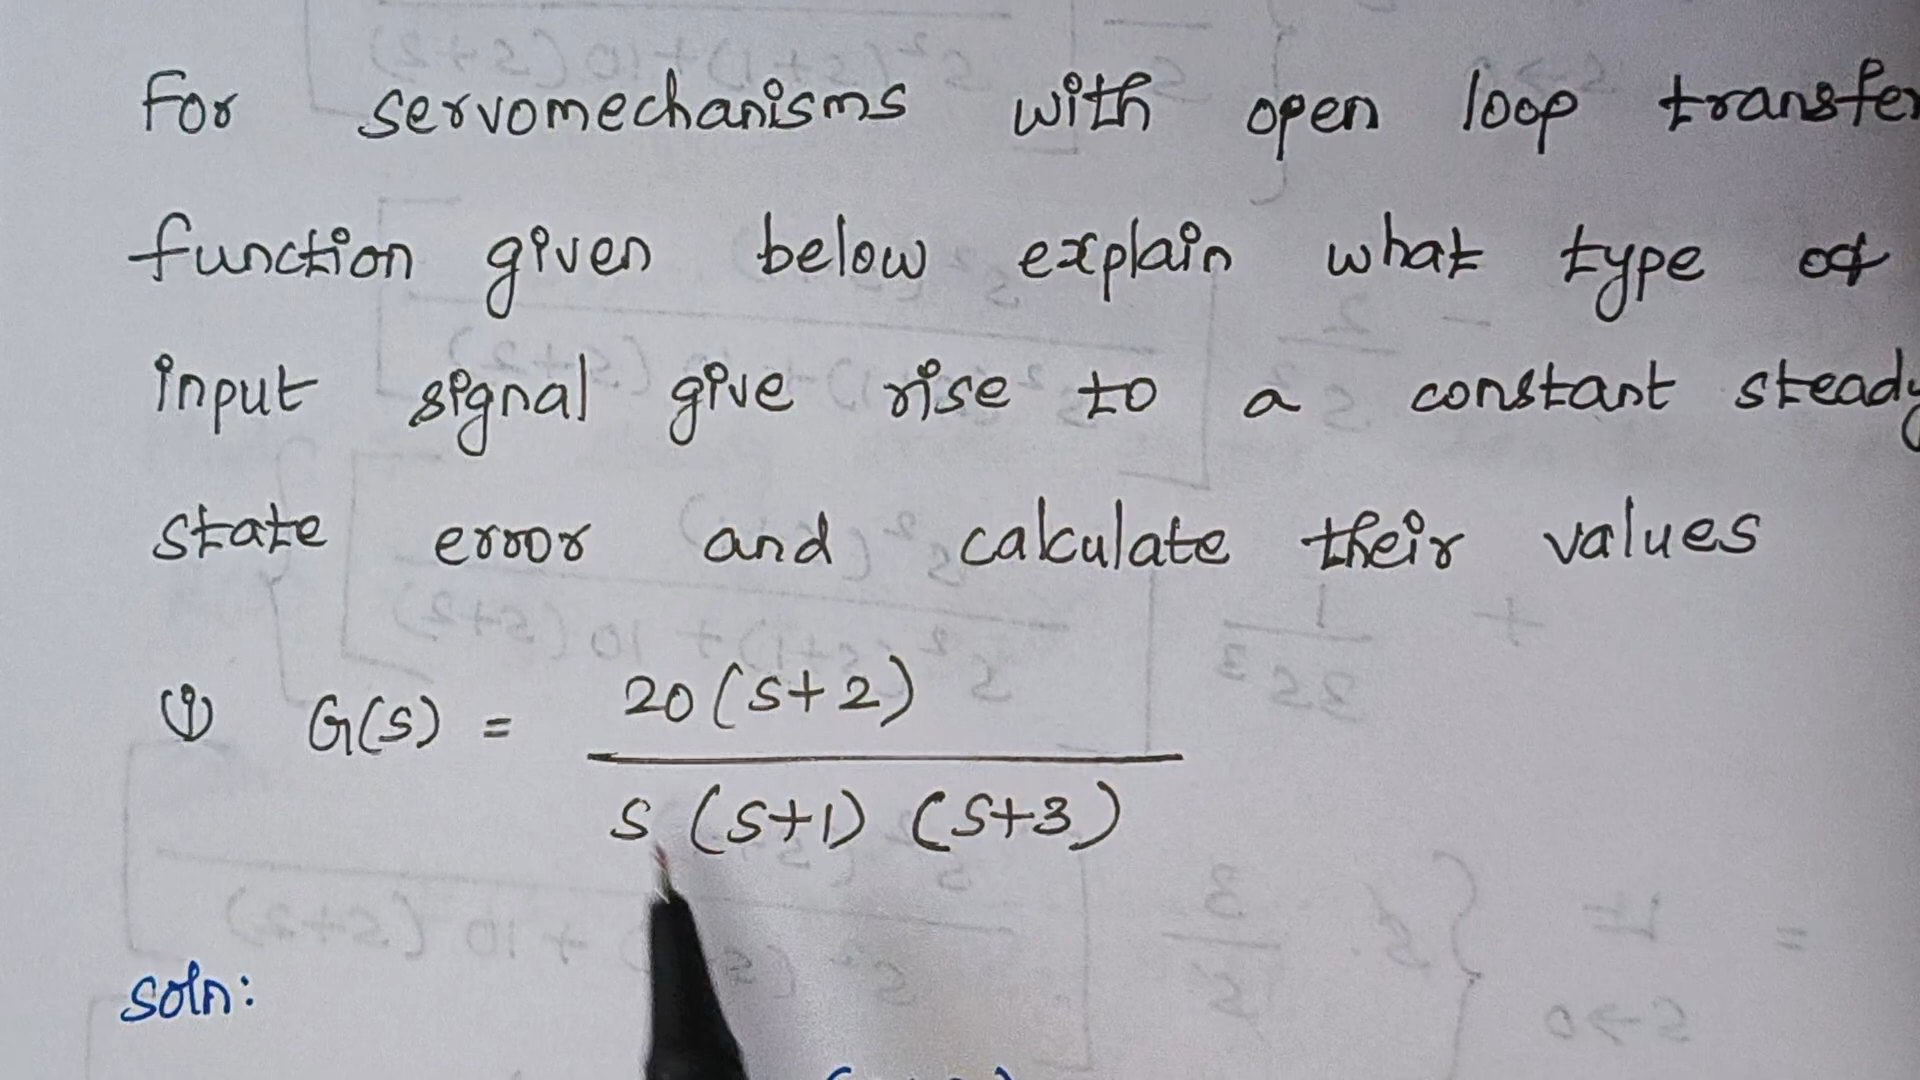 For servomechanisms with open loop transfer
function given below explain what type of
input signal give rise to a constant steady
state error and calculate their values
(i) G(s) = 20(s+2) / s(s+1)(s+3)
soln: